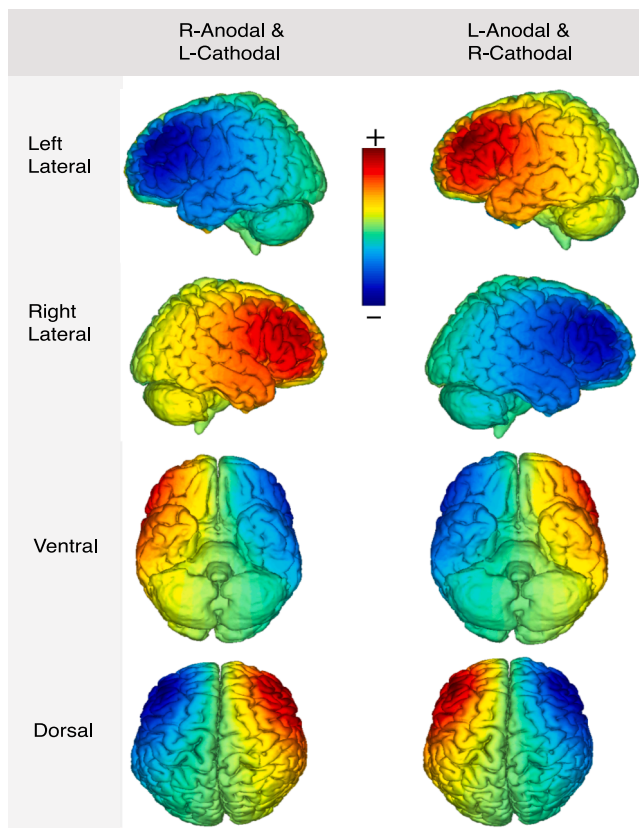 R-Anodal &
L-Cathodal
L-Anodal &
R-Cathodal
Left
Lateral
+
−
Right
Lateral
Ventral
Dorsal